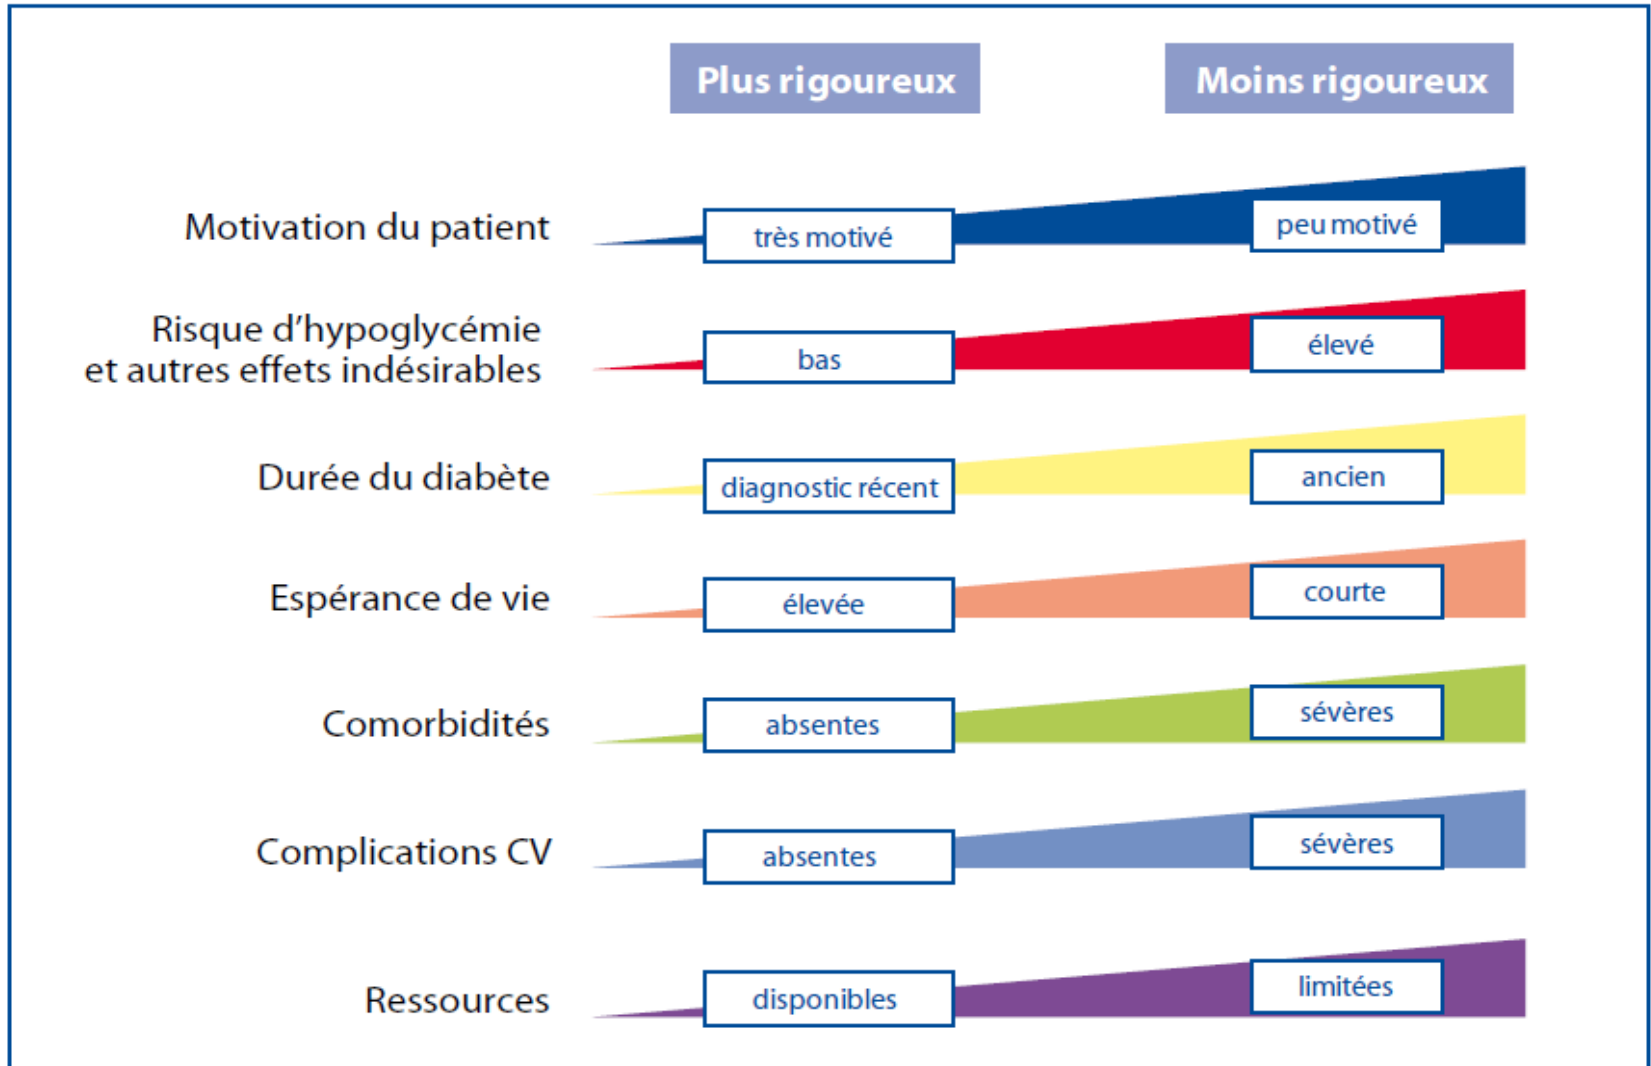 Plus rigoureux
Moins rigoureux
Motivation du patient
très motivé
peu motivé
Risque d'hypoglycémie
et autres effets indésirables
bas
élevé
Durée du diabète
diagnostic récent
ancien
Espérance de vie
élevée
courte
Comorbidités
absentes
sévères
Complications CV
absentes
sévères
Ressources
disponibles
limitées